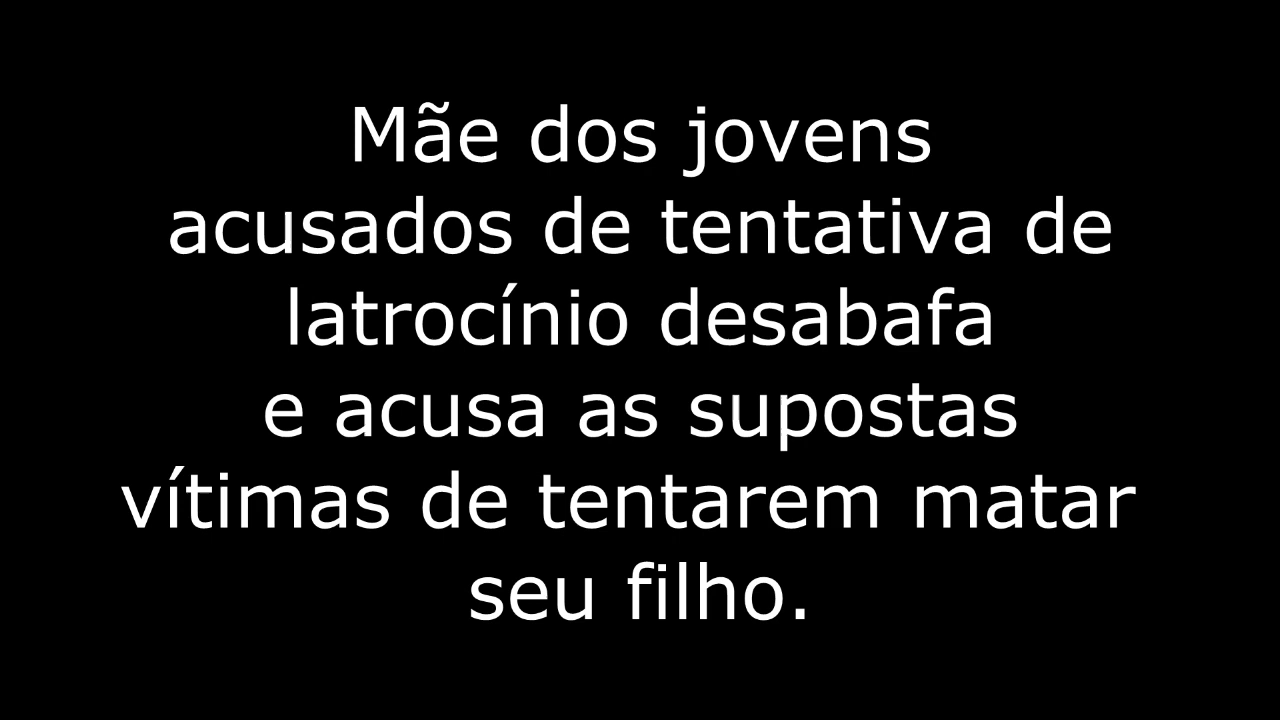 Mãe dos jovens
acusados de tentativa de
latrocínio desabafa
e acusa as supostas
vítimas de tentarem matar
seu filho.